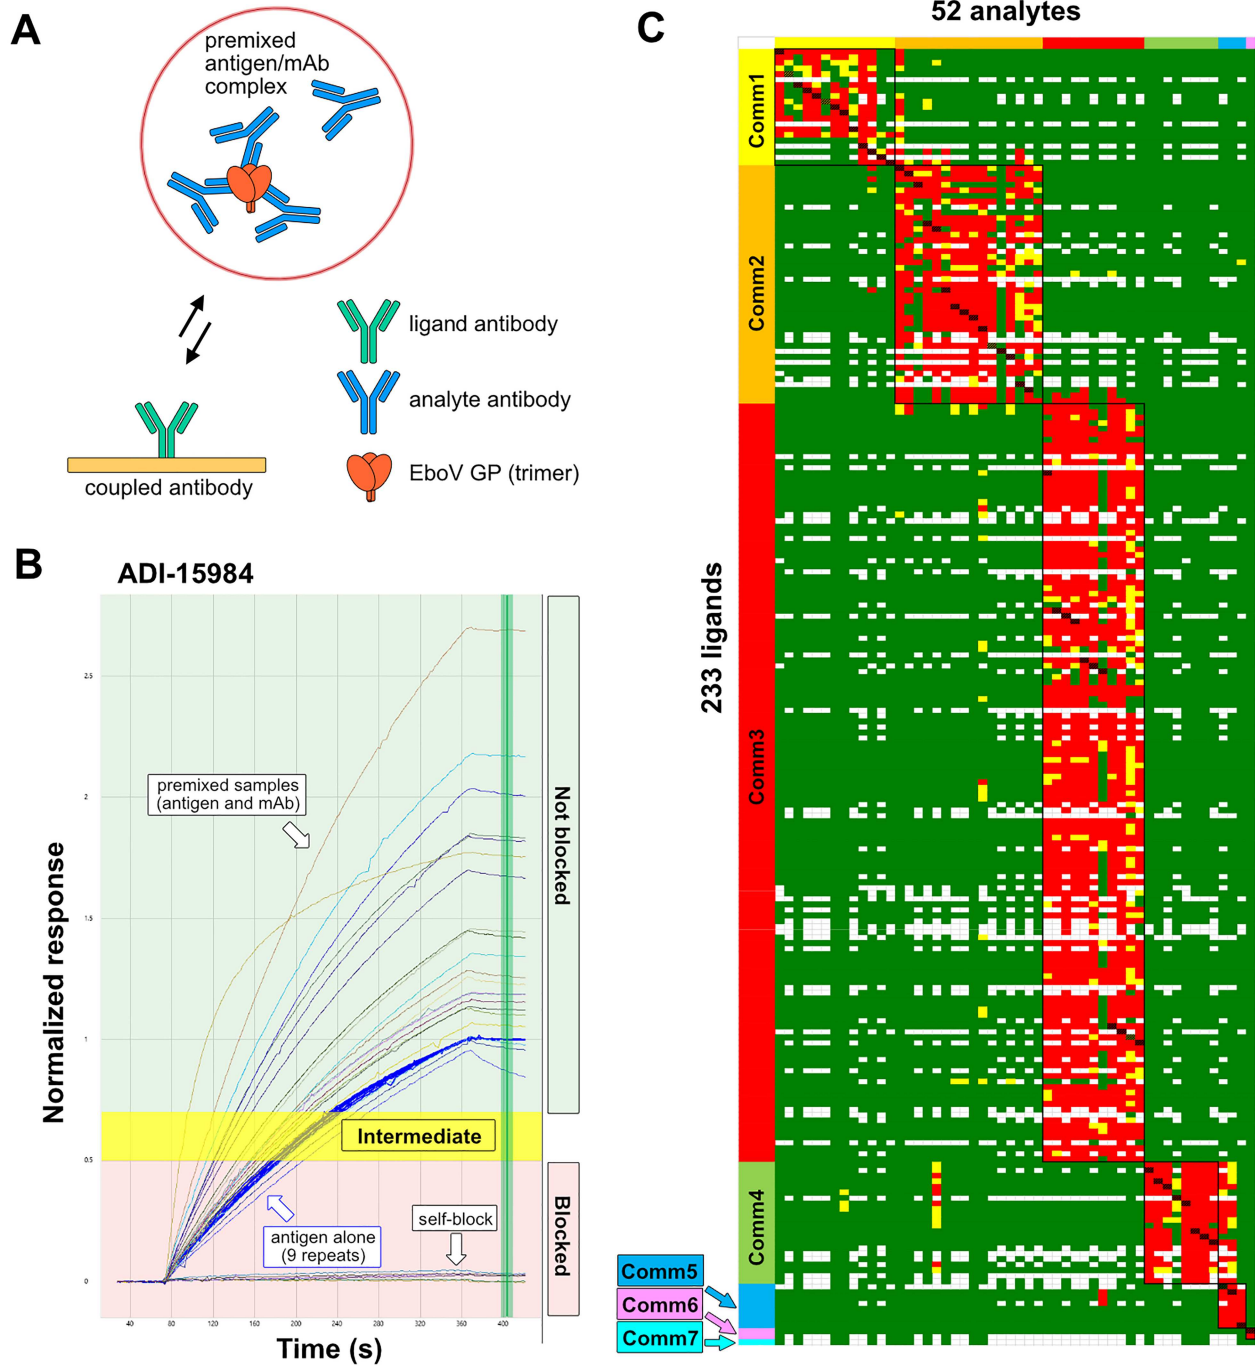 A
premixed
antigen/mAb
complex
ligand antibody
analyte antibody
EboV GP (trimer)
coupled antibody
B
ADI-15984
Normalized response
2.5
2
1.5
1
0.5
0
40
80
120
160
200
240
280
320
360
400
Time (s)
premixed samples
(antigen and mAb)
Not blocked
Intermediate
Blocked
antigen alone
(9 repeats)
self-block
C
52 analytes
233 ligands
Comm1
Comm2
Comm3
Comm4
Comm5
Comm6
Comm7